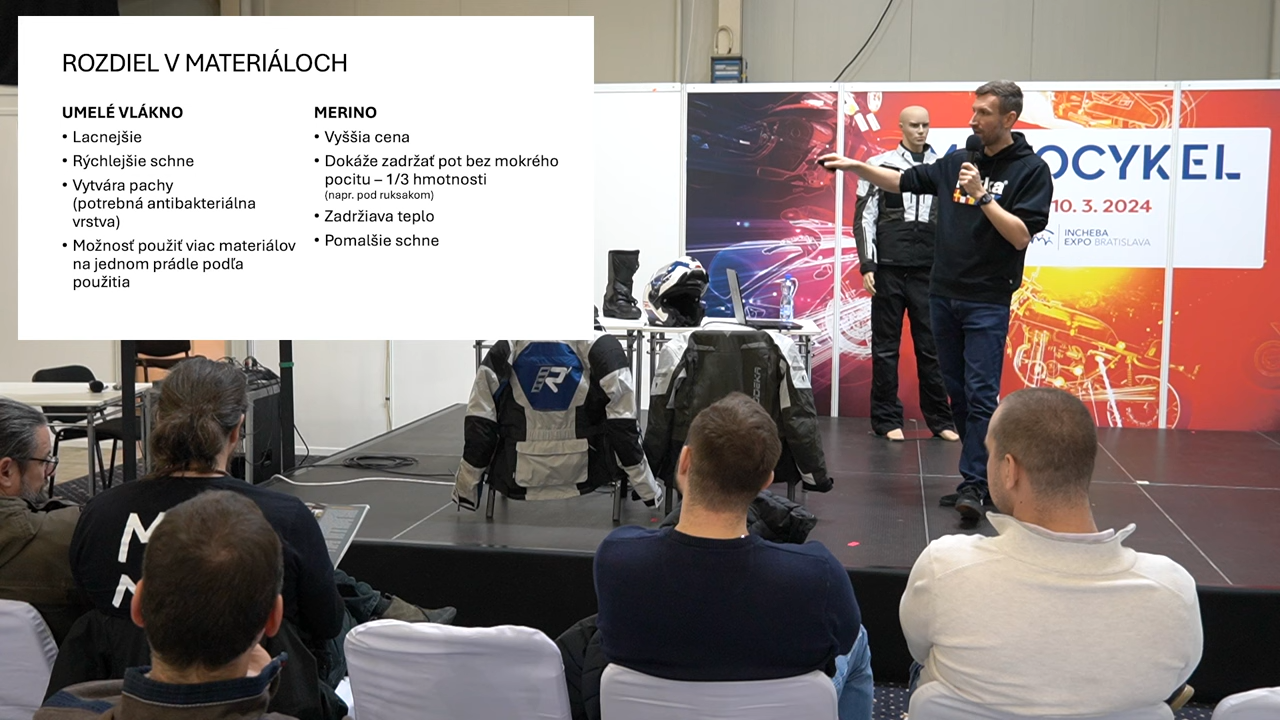 ROZDIEL V MATERIÁLOCH
UMELÉ VLÁKNO
• Lacnejšie
• Rýchlejšie schne
• Vytvára pachy
(potrebná antibakteriálna
vrstva)
• Možnosť použiť viac materiálov
na jednom prádle podľa
použitia
MERINO
• Vyššia cena
• Dokáže zadržať pot bez mokrého
pocitu – 1/3 hmotnosti
(napr. pod ruksakom)
• Zadržiava teplo
• Pomalšie schne
OCYKEL
10. 3. 2024
INCHEBA
EXPO BRATISLAVA